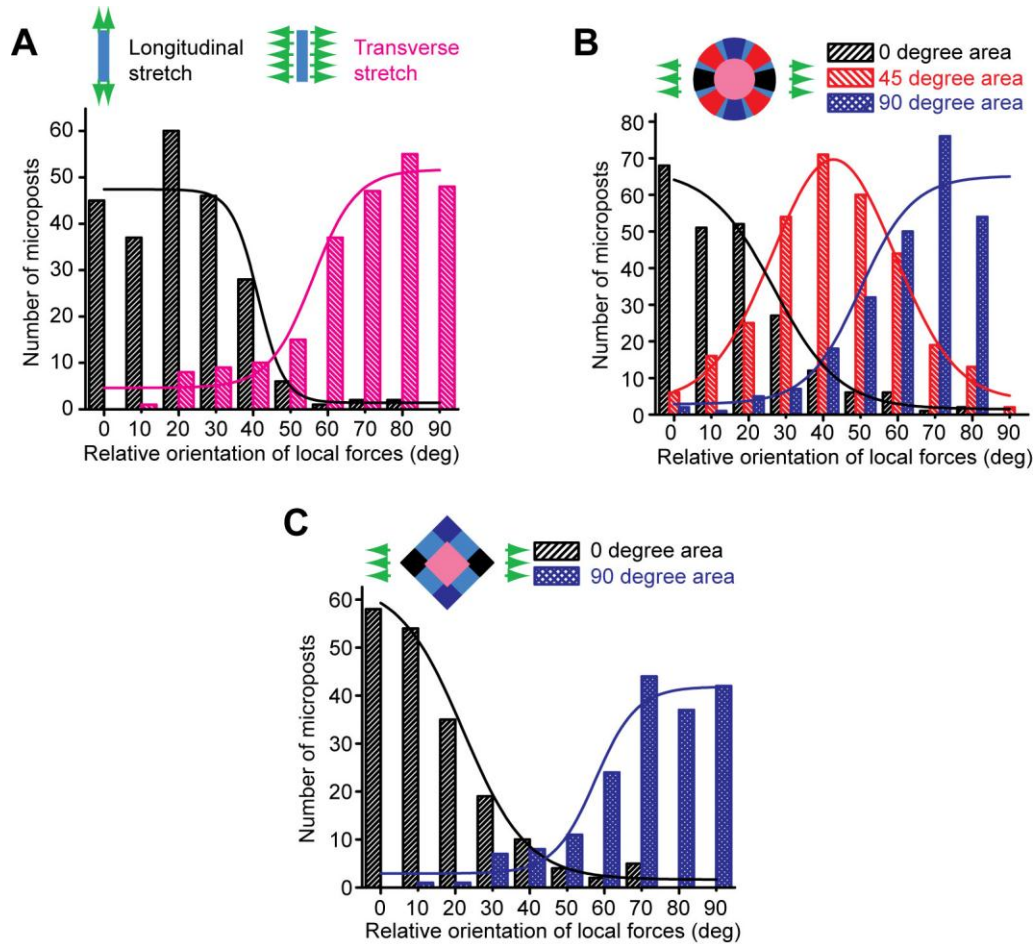 A
Longitudinal
stretch
Transverse
stretch
Number of microposts
60
50
40
30
20
10
0
0 10 20 30 40 50 60 70 80 90
Relative orientation of local forces (deg)
B
0 degree area
45 degree area
90 degree area
Number of microposts
80
70
60
50
40
30
20
10
0
0 10 20 30 40 50 60 70 80 90
Relative orientation of local forces (deg)
C
0 degree area
90 degree area
Number of microposts
60
50
40
30
20
10
0
0 10 20 30 40 50 60 70 80 90
Relative orientation of local forces (deg)